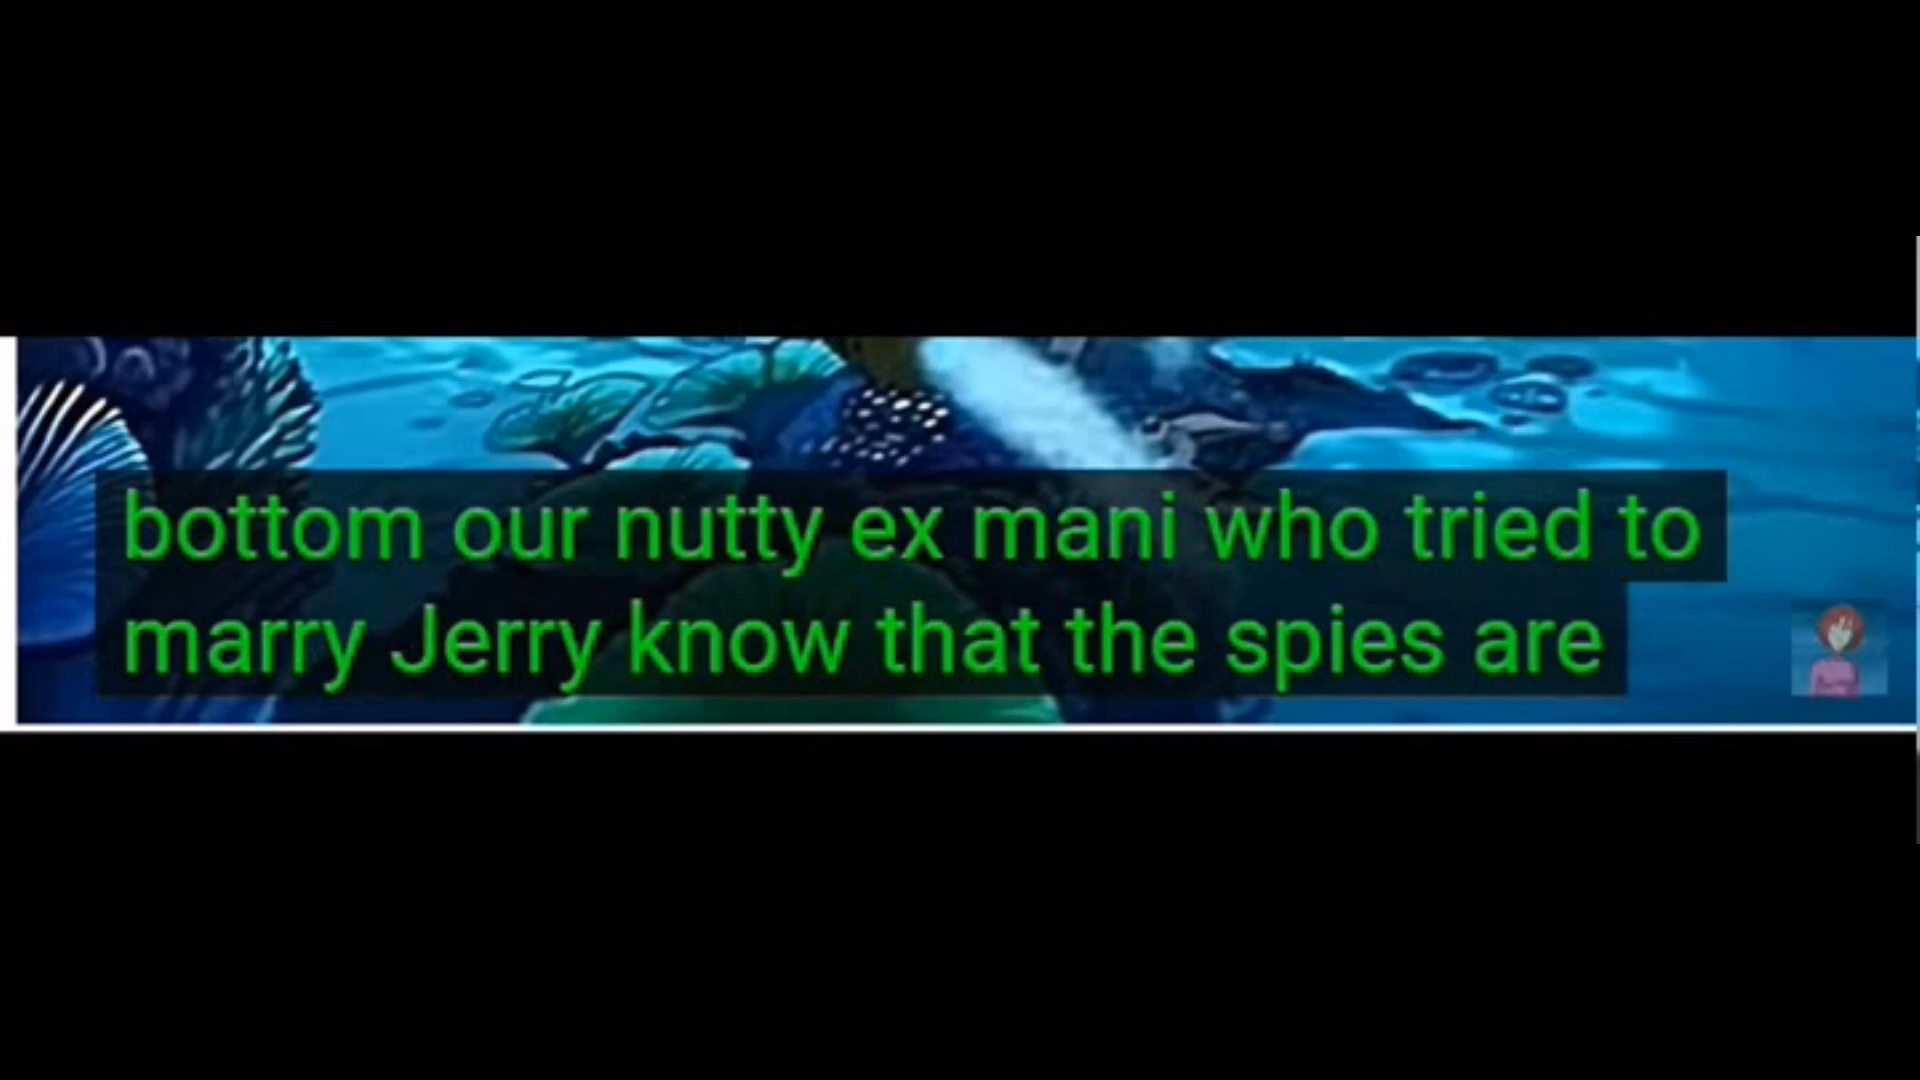 bottom our nutty ex mani who tried to
marry Jerry know that the spies are